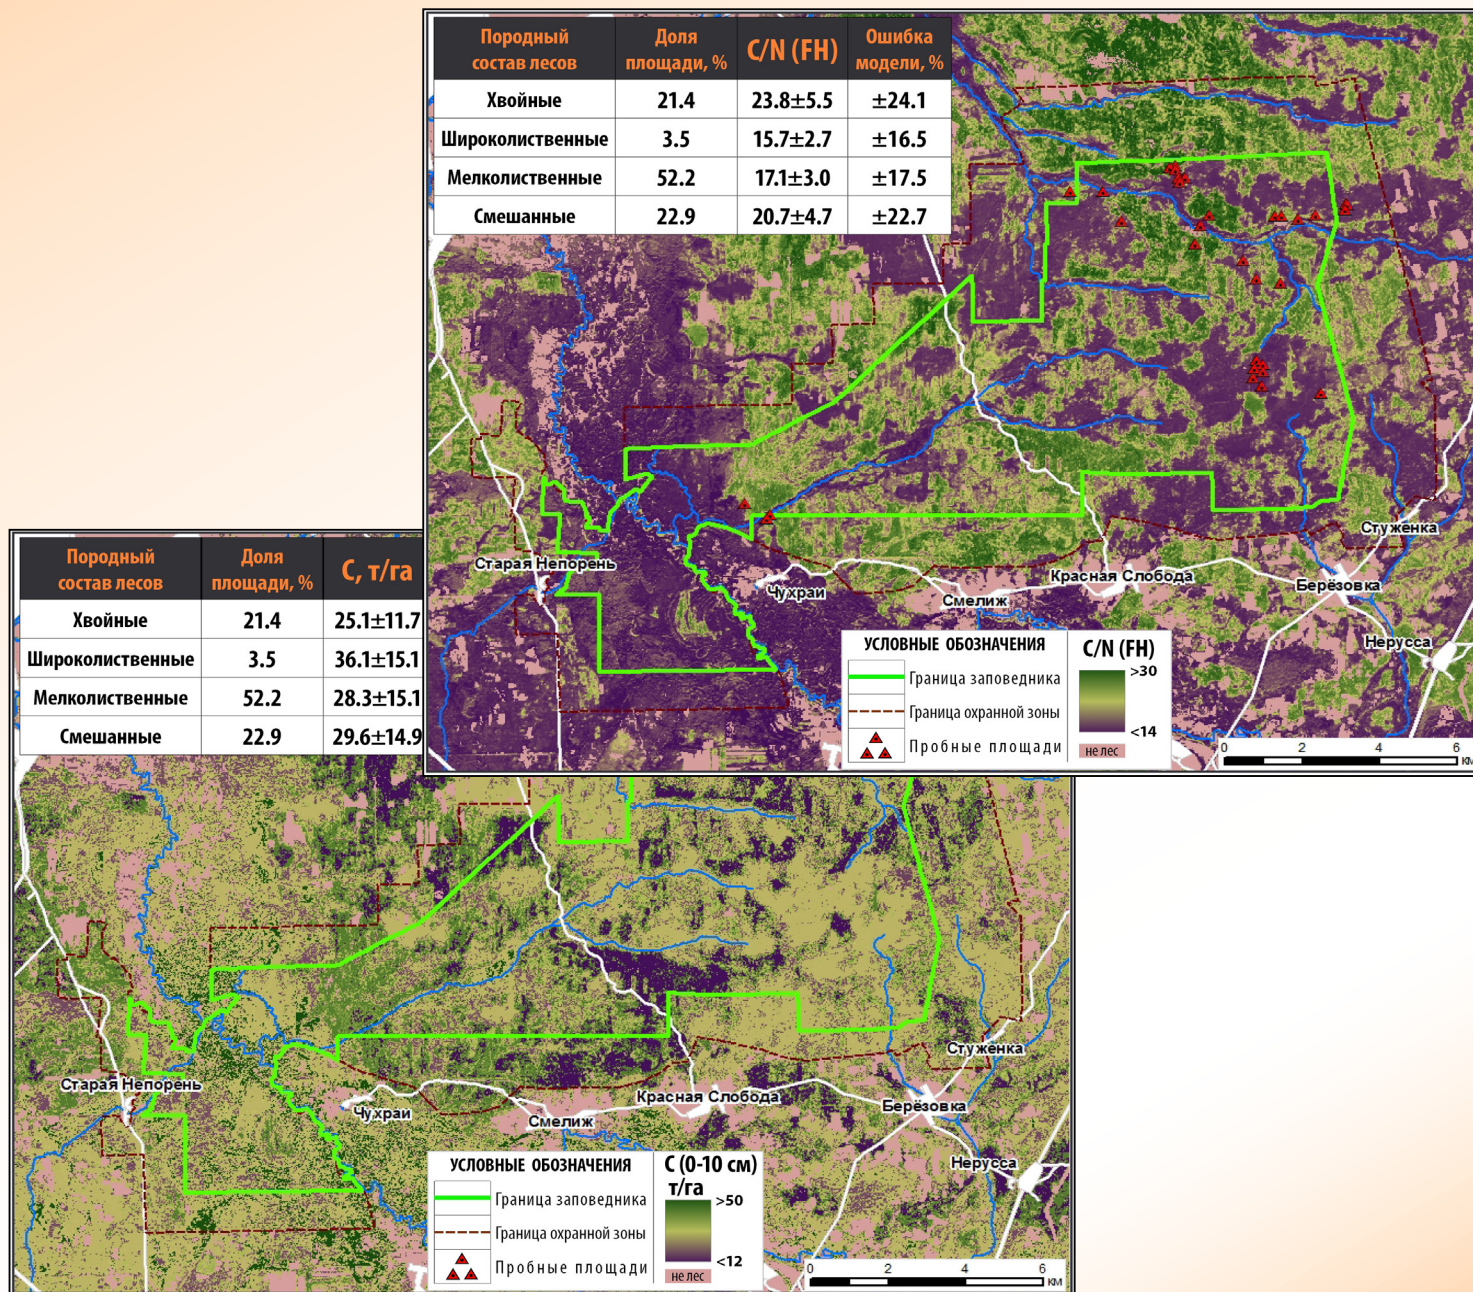 Породный состав лесов | Доля площади, % | C/N (FH) | Ошибка модели, %
Хвойные | 21.4 | 23.8±5.5 | ±24.1
Широколиственные | 3.5 | 15.7±2.7 | ±16.5
Мелколиственные | 52.2 | 17.1±3.0 | ±17.5
Смешанные | 22.9 | 20.7±4.7 | ±22.7
Старая Непорень
Чухраи
Смелиж
Красная Слобода
Стуженка
Берёзовка
Нерусса
УСЛОВНЫЕ ОБОЗНАЧЕНИЯ
Граница заповедника
Граница охранной зоны
Пробные площади
C/N (FH)
>30
<14
не лес
0 2 4 6
км
Породный состав лесов | Доля площади, % | С, т/га
Хвойные | 21.4 | 25.1±11.7
Широколиственные | 3.5 | 36.1±15.1
Мелколиственные | 52.2 | 28.3±15.1
Смешанные | 22.9 | 29.6±14.9
Старая Непорень
Чухраи
Смелиж
Красная Слобода
Стуженка
Берёзовка
Нерусса
УСЛОВНЫЕ ОБОЗНАЧЕНИЯ
Граница заповедника
Граница охранной зоны
Пробные площади
С (0-10 см)
т/га
>50
<12
не лес
0 2 4 6
км